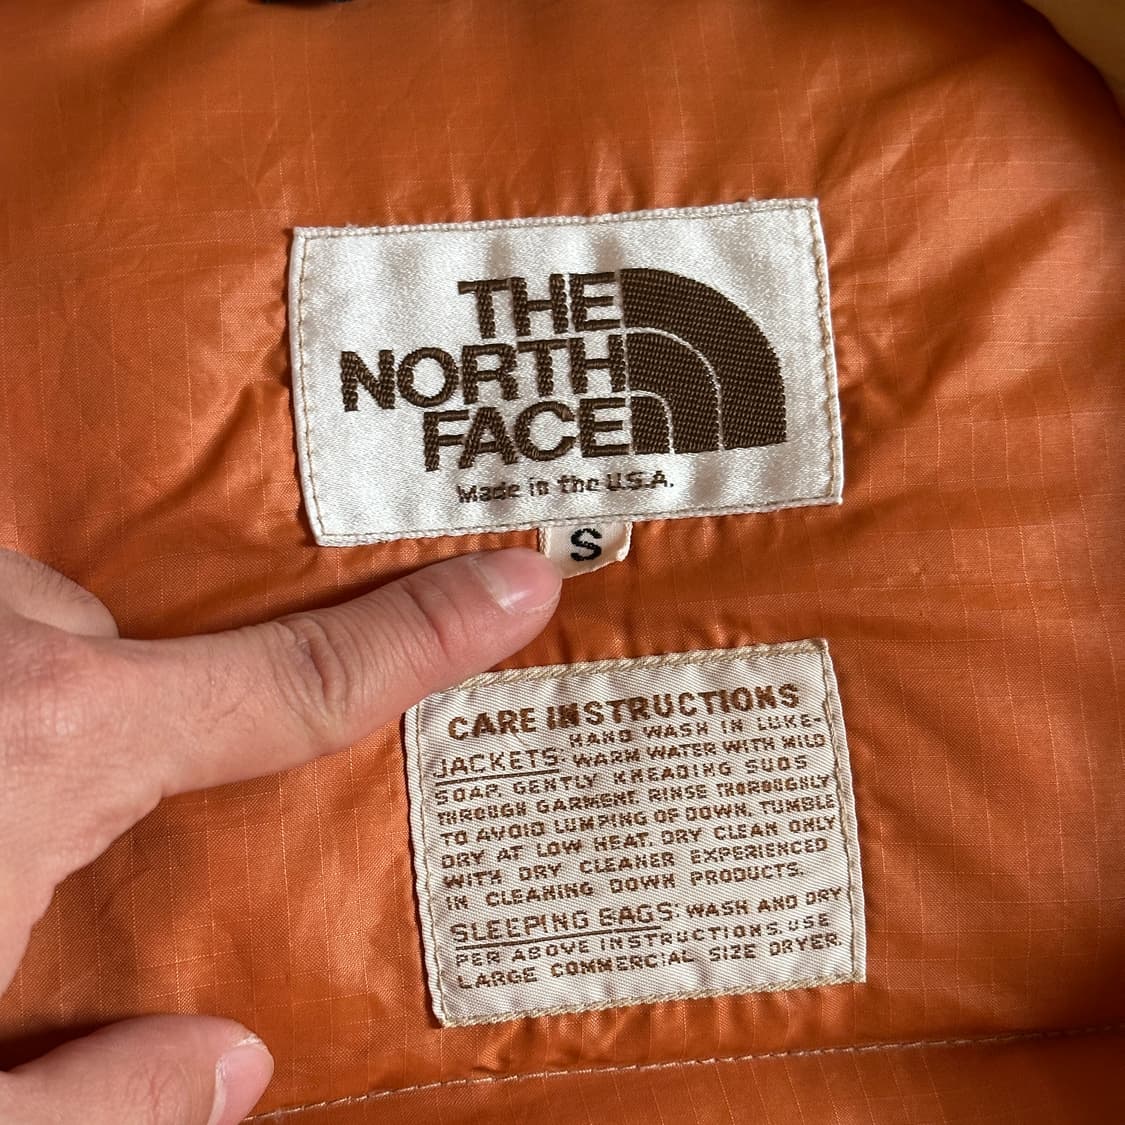 THE
NORTH
FACE
Made in the U.S.A.
S
CARE INSTRUCTIONS
JACKETS: HAND WASH IN LUKE-
WARM WATER WITH MILD
SOAP, GENTLY KNEADING SUDS
THROUGH GARMENT. RINSE THOROUGHLY
TO AVOID LUMPING OF DOWN. TUMBLE
DRY AT LOW HEAT. DRY CLEAN ONLY
WITH DRY CLEANER EXPERIENCED
IN CLEANING DOWN PRODUCTS.
SLEEPING BAGS: WASH AND DRY
PER ABOVE INSTRUCTIONS. USE
LARGE COMMERCIAL SIZE DRYER.